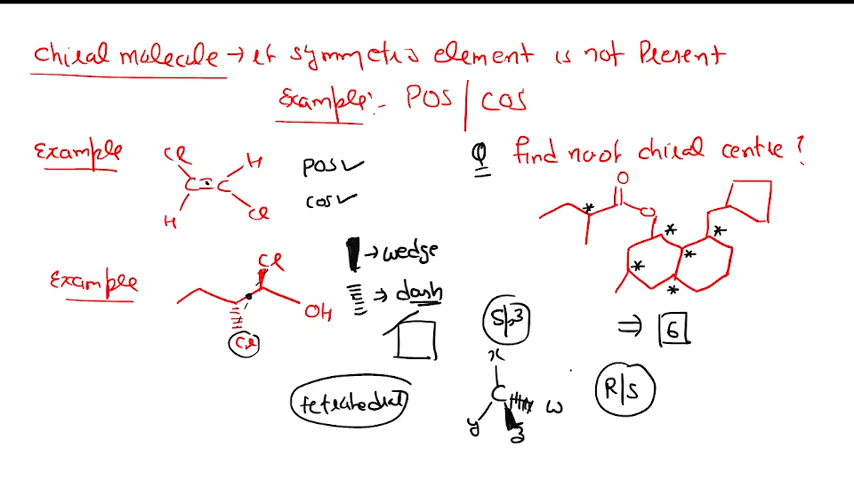 chiral molecule → if symmetric element is not Present
Example:- POS | COS
Example
Cl
H
C = C
H
Cl
POS ✓
COS ✓
Q find no of chiral centre ?
O
O
* * * * * *
⇒ 6
Example
Cl
OH
Cl
→ wedge
⇒ dash
Sp3
x
C
y
z
w
tetrahedral
R/S